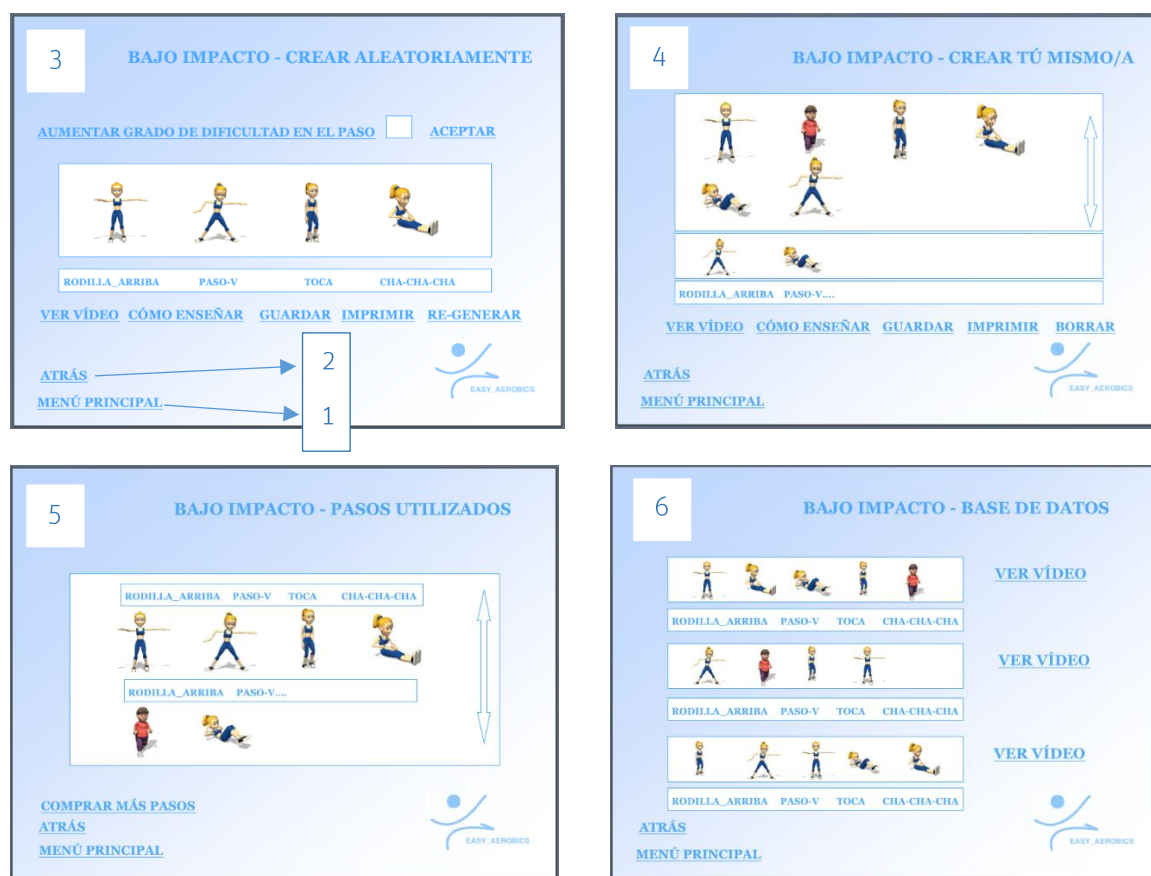 3
BAJO IMPACTO - CREAR ALEATORIAMENTE
AUMENTAR GRADO DE DIFICULTAD EN EL PASO ACEPTAR
RODILLA_ARRIBA PASO-V TOCA CHA-CHA-CHA
VER VÍDEO CÓMO ENSEÑAR GUARDAR IMPRIMIR RE-GENERAR
ATRÁS 2
MENÚ PRINCIPAL 1
EASY_AEROBICS
4
BAJO IMPACTO - CREAR TÚ MISMO/A
RODILLA_ARRIBA PASO-V....
VER VÍDEO CÓMO ENSEÑAR GUARDAR IMPRIMIR BORRAR
ATRÁS
MENÚ PRINCIPAL
EASY_AEROBICS
5
BAJO IMPACTO - PASOS UTILIZADOS
RODILLA_ARRIBA PASO-V TOCA CHA-CHA-CHA
RODILLA_ARRIBA PASO-V....
COMPRAR MÁS PASOS
ATRÁS
MENÚ PRINCIPAL
EASY_AEROBICS
6
BAJO IMPACTO - BASE DE DATOS
VER VÍDEO
RODILLA_ARRIBA PASO-V TOCA CHA-CHA-CHA
VER VÍDEO
RODILLA_ARRIBA PASO-V TOCA CHA-CHA-CHA
VER VÍDEO
RODILLA_ARRIBA PASO-V TOCA CHA-CHA-CHA
ATRÁS
MENÚ PRINCIPAL
EASY_AEROBICS